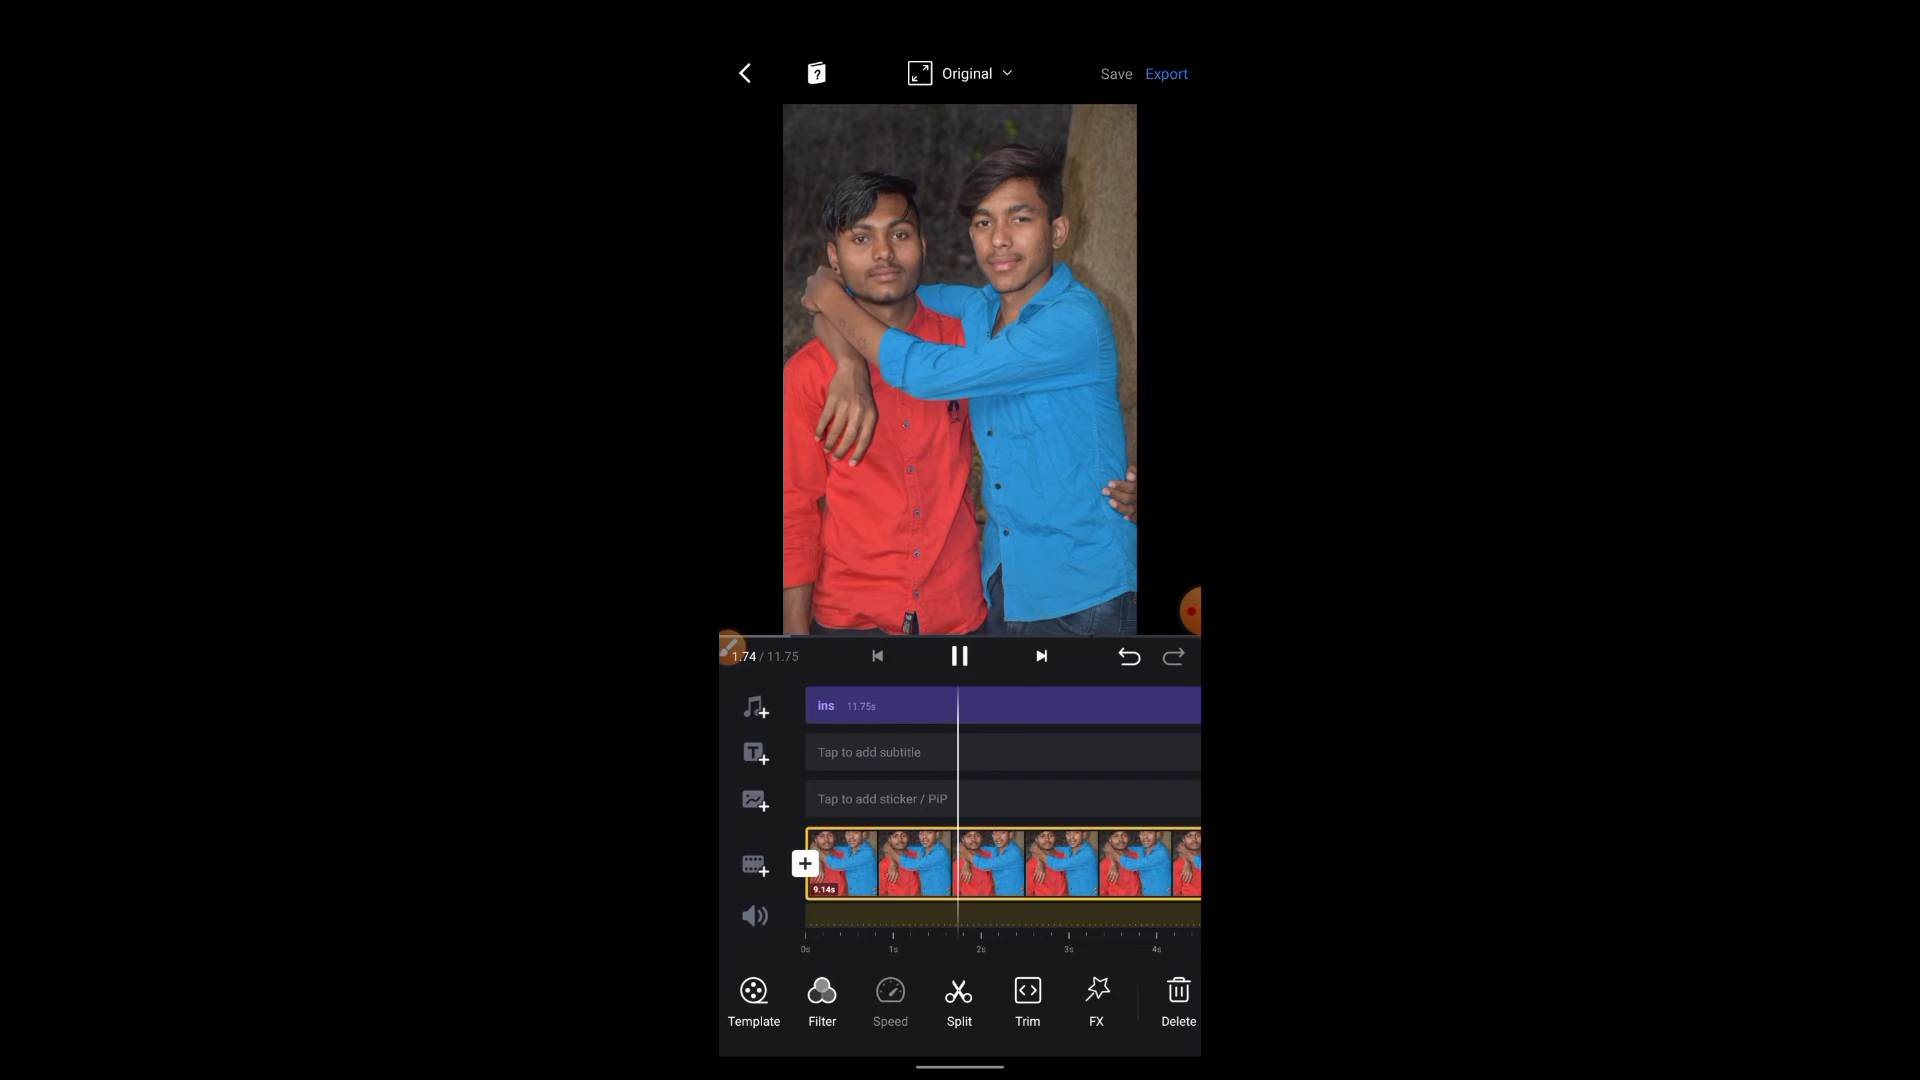 Original
Save
Export
1.74 / 11.75
ins 11.75s
Tap to add subtitle
Tap to add sticker / PiP
9.14s
0s 1s 2s 3s 4s
Template Filter Speed Split Trim FX Delete